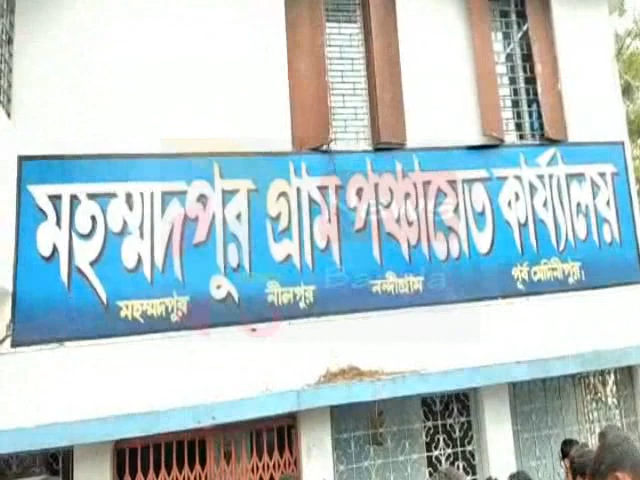 মহম্মদপুর গ্রাম পঞ্চায়েত কার্য্যালয়
মহম্মদপুর নীলপুর নন্দীগ্রাম পূর্ব মেদিনীপুর